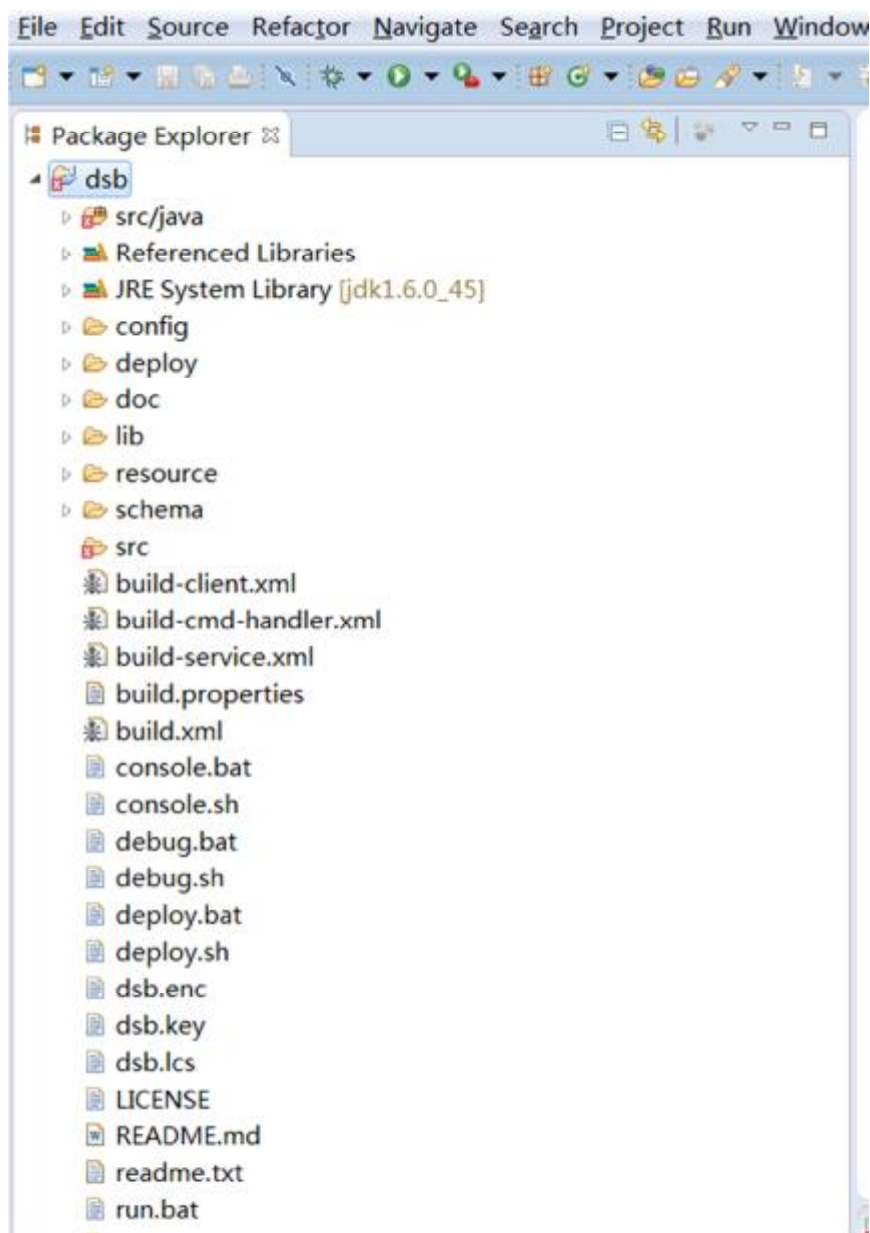 File Edit Source Refactor Navigate Search Project Run Window
Package Explorer
dsb
src/java
Referenced Libraries
JRE System Library [jdk1.6.0_45]
config
deploy
doc
lib
resource
schema
src
build-client.xml
build-cmd-handler.xml
build-service.xml
build.properties
build.xml
console.bat
console.sh
debug.bat
debug.sh
deploy.bat
deploy.sh
dsb.enc
dsb.key
dsb.lcs
LICENSE
README.md
readme.txt
run.bat